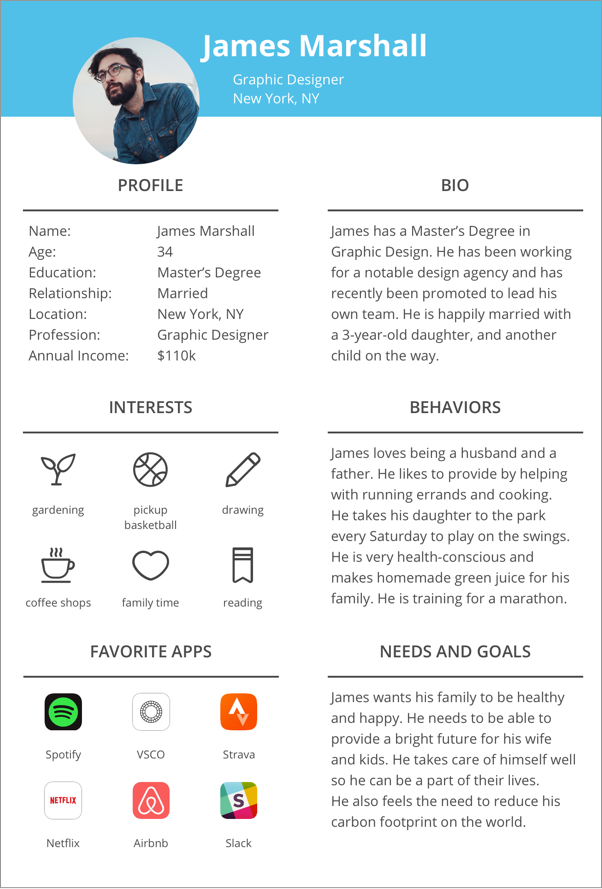 James Marshall
Graphic Designer
New York, NY
PROFILE
Name: James Marshall
Age: 34
Education: Master’s Degree
Relationship: Married
Location: New York, NY
Profession: Graphic Designer
Annual Income: $110k
BIO
James has a Master’s Degree in
Graphic Design. He has been working
for a notable design agency and has
recently been promoted to lead his
own team. He is happily married with
a 3-year-old daughter, and another
child on the way.
INTERESTS
gardening
pickup
basketball
drawing
coffee shops
family time
reading
BEHAVIORS
James loves being a husband and a
father. He likes to provide by helping
with running errands and cooking.
He takes his daughter to the park
every Saturday to play on the swings.
He is very health-conscious and
makes homemade green juice for his
family. He is training for a marathon.
FAVORITE APPS
Spotify
VSCO
Strava
NETFLIX
S
Netflix
Airbnb
Slack
NEEDS AND GOALS
James wants his family to be healthy
and happy. He needs to be able to
provide a bright future for his wife
and kids. He takes care of himself well
so he can be a part of their lives.
He also feels the need to reduce his
carbon footprint on the world.